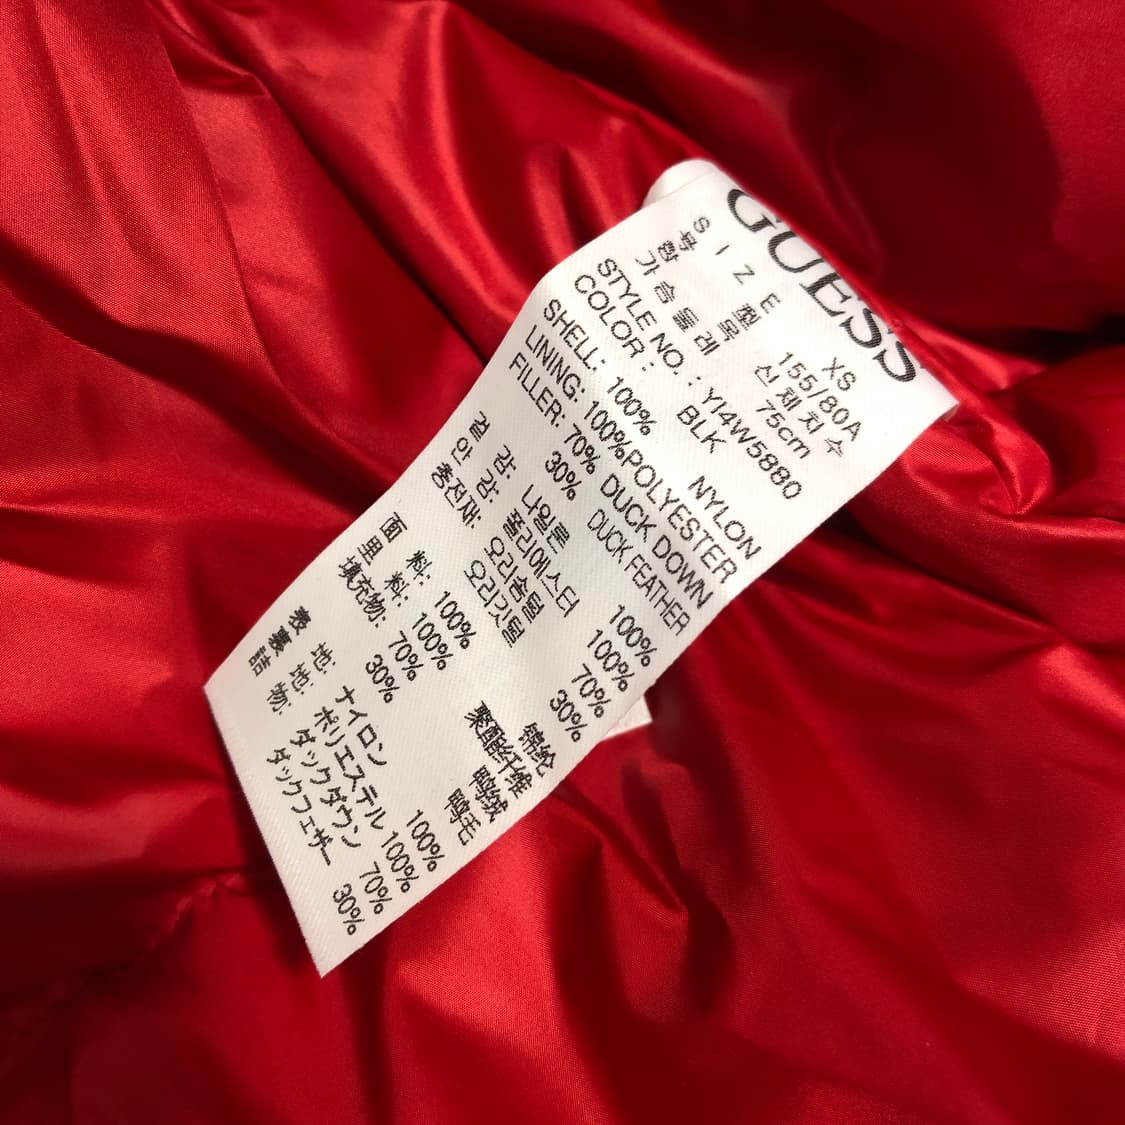 GUESS
SIZE XS
号型 155/80A
호칭 신체치수
가슴둘레 75cm
STYLE NO.: YI4W5880
COLOR: BLK
SHELL: 100% NYLON
LINING: 100%POLYESTER
FILLER: 70% DUCK DOWN
30% DUCK FEATHER
겉감: 나일론 100%
안감: 폴리에스터 100%
충전재: 오리솜털 70%
오리깃털 30%
面料: 100% 锦纶
里料: 100% 聚酯纤维
填充物: 70% 鸭绒
30% 鸭毛
表地: ナイロン 100%
裏地: ポリエステル 100%
詰物: ダックダウン 70%
ダックフェザー 30%